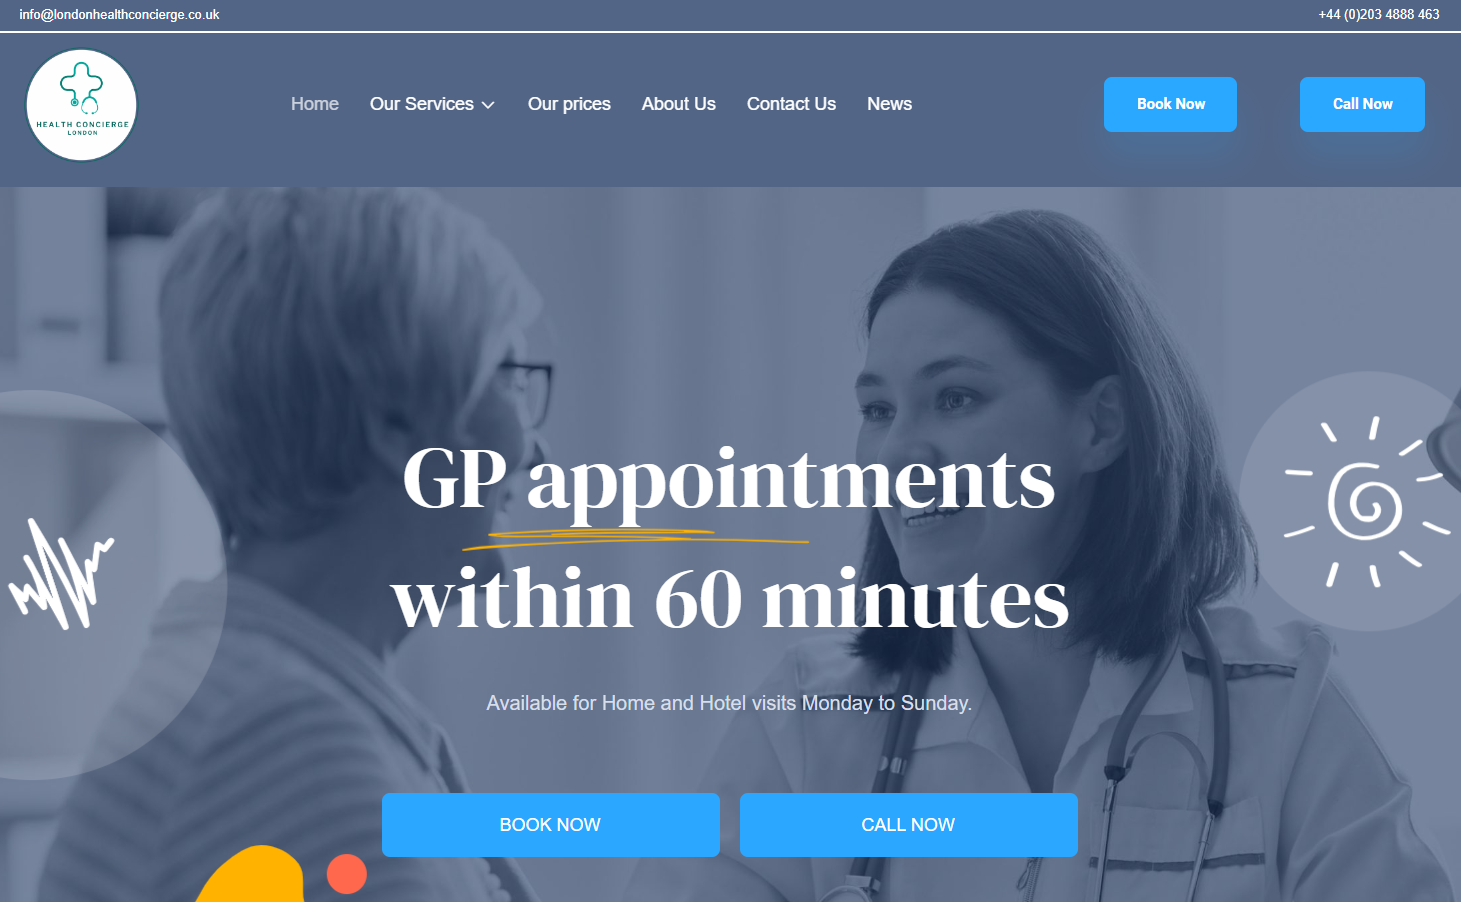 info@londonhealthconcierge.co.uk
+44 (0)203 4888 463
HEALTH CONCIERGE
LONDON
Home
Our Services
Our prices
About Us
Contact Us
News
Book Now
Call Now
GP appointments
within 60 minutes
Available for Home and Hotel visits Monday to Sunday.
BOOK NOW
CALL NOW